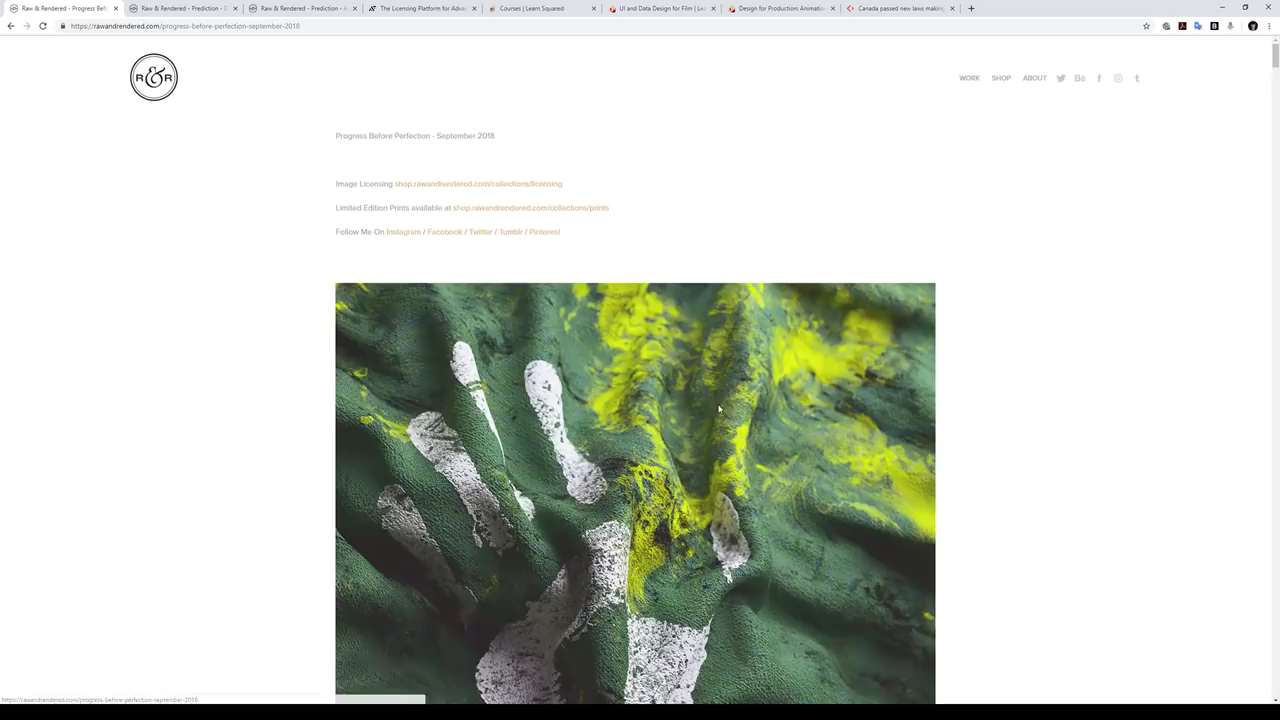 Raw & Rendered - Progress Befo
Raw & Rendered - Prediction - D
Raw & Rendered - Prediction - A
The Licensing Platform for Adva
Courses | Learn Squared
UI and Data Design for Film | Lea
Design for Production: Animatio
Canada passed new laws making
https://rawandrendered.com/progress-before-perfection-september-2018
R&R
WORK SHOP ABOUT
Progress Before Perfection - September 2018
Image Licensing shop.rawandrendered.com/collections/licensing
Limited Edition Prints available at shop.rawandrendered.com/collections/prints
Follow Me On Instagram / Facebook / Twitter / Tumblr / Pinterest
https://rawandrendered.com/progress-before-perfection-september-2018